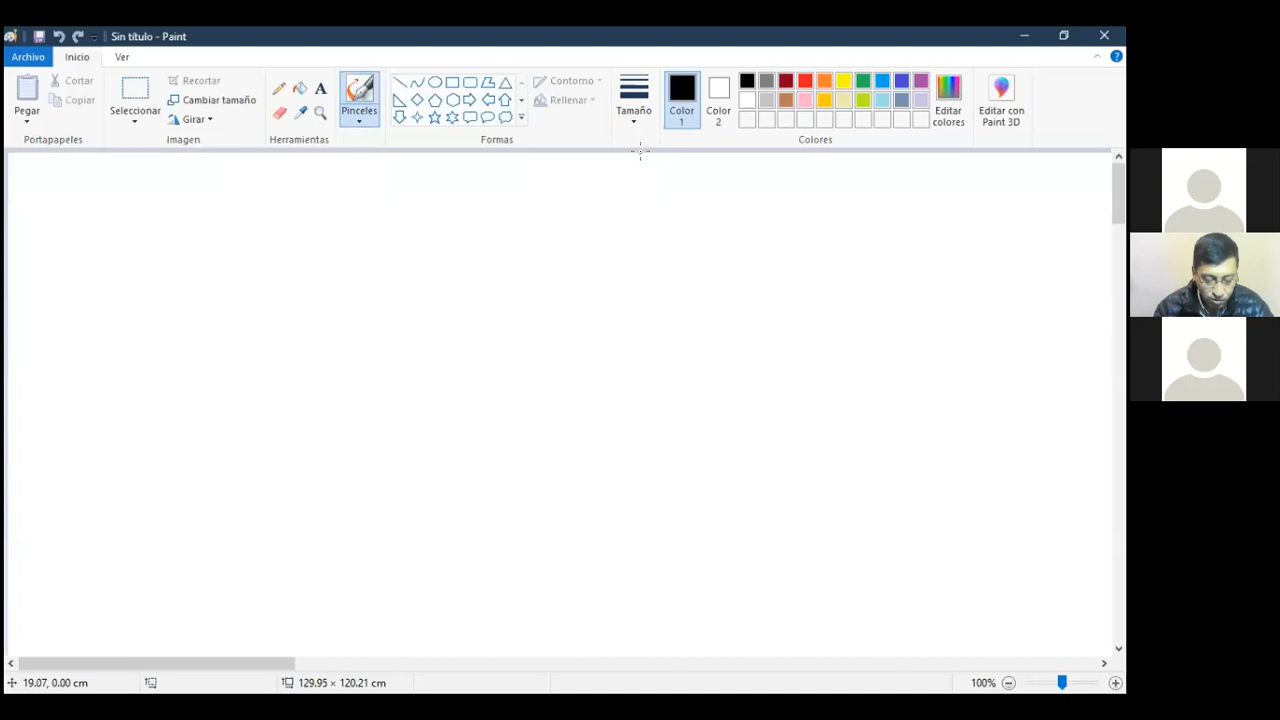 Sin título - Paint
Archivo Inicio Ver
Pegar
Cortar
Copiar
Portapapeles
Seleccionar
Recortar
Cambiar tamaño
Girar
Imagen
A
Herramientas
Pinceles
Contorno
Rellenar
Formas
Tamaño
Color 1
Color 2
Editar colores
Colores
Editar con Paint 3D
19.07, 0.00 cm
129.95 × 120.21 cm
100%